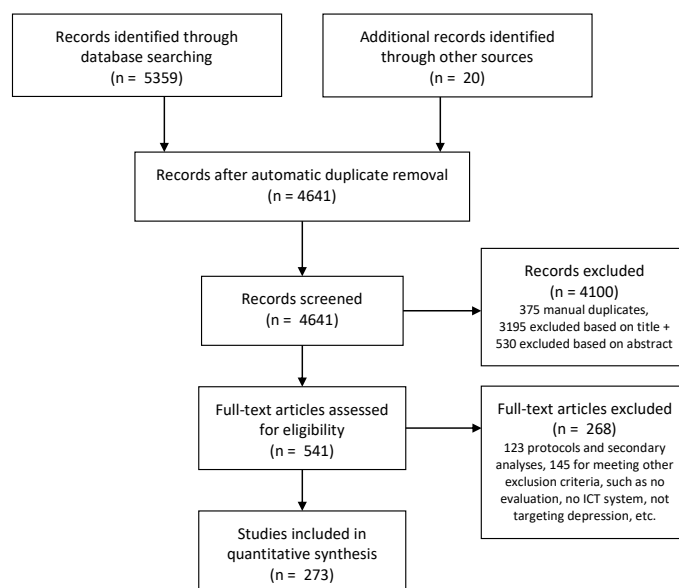 Records identified through
database searching
(n = 5359)
Additional records identified
through other sources
(n = 20)
Records after automatic duplicate removal
(n = 4641)
Records screened
(n = 4641)
Records excluded
(n = 4100)
375 manual duplicates,
3195 excluded based on title +
530 excluded based on abstract
Full-text articles assessed
for eligibility
(n = 541)
Full-text articles excluded
(n = 268)
123 protocols and secondary
analyses, 145 for meeting other
exclusion criteria, such as no
evaluation, no ICT system, not
targeting depression, etc.
Studies included in
quantitative synthesis
(n = 273)